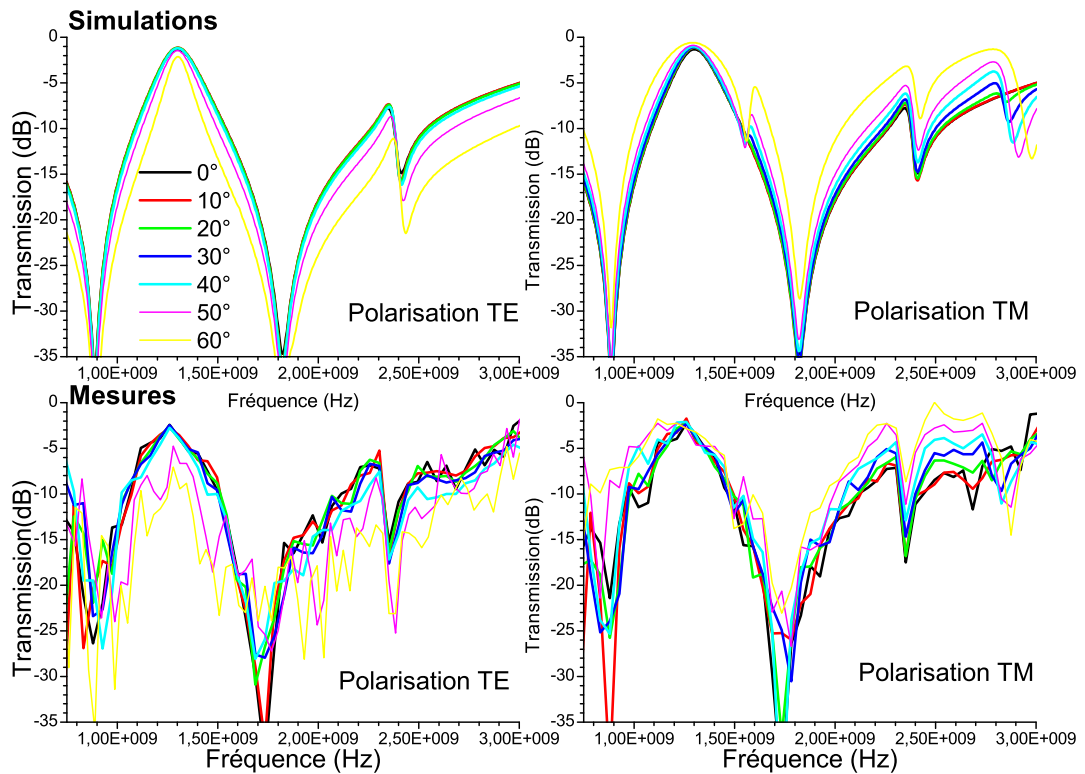 Simulations
0
-5
-10
-15
-20
-25
-30
-35
Transmission (dB)
0°
10°
20°
30°
40°
50°
60°
Polarisation TE
1,00E+009 1,50E+009 2,00E+009 2,50E+009 3,00E+009
Fréquence (Hz)
0
-5
-10
-15
-20
-25
-30
-35
Transmission (dB)
Polarisation TM
1,00E+009 1,50E+009 2,00E+009 2,50E+009 3,00E+009
Fréquence (Hz)
Mesures
0
-5
-10
-15
-20
-25
-30
-35
Transmission(dB)
Polarisation TE
1,00E+009 1,50E+009 2,00E+009 2,50E+009 3,00E+009
Fréquence (Hz)
0
-5
-10
-15
-20
-25
-30
-35
Transmission(dB)
Polarisation TM
1,00E+009 1,50E+009 2,00E+009 2,50E+009 3,00E+009
Fréquence (Hz)